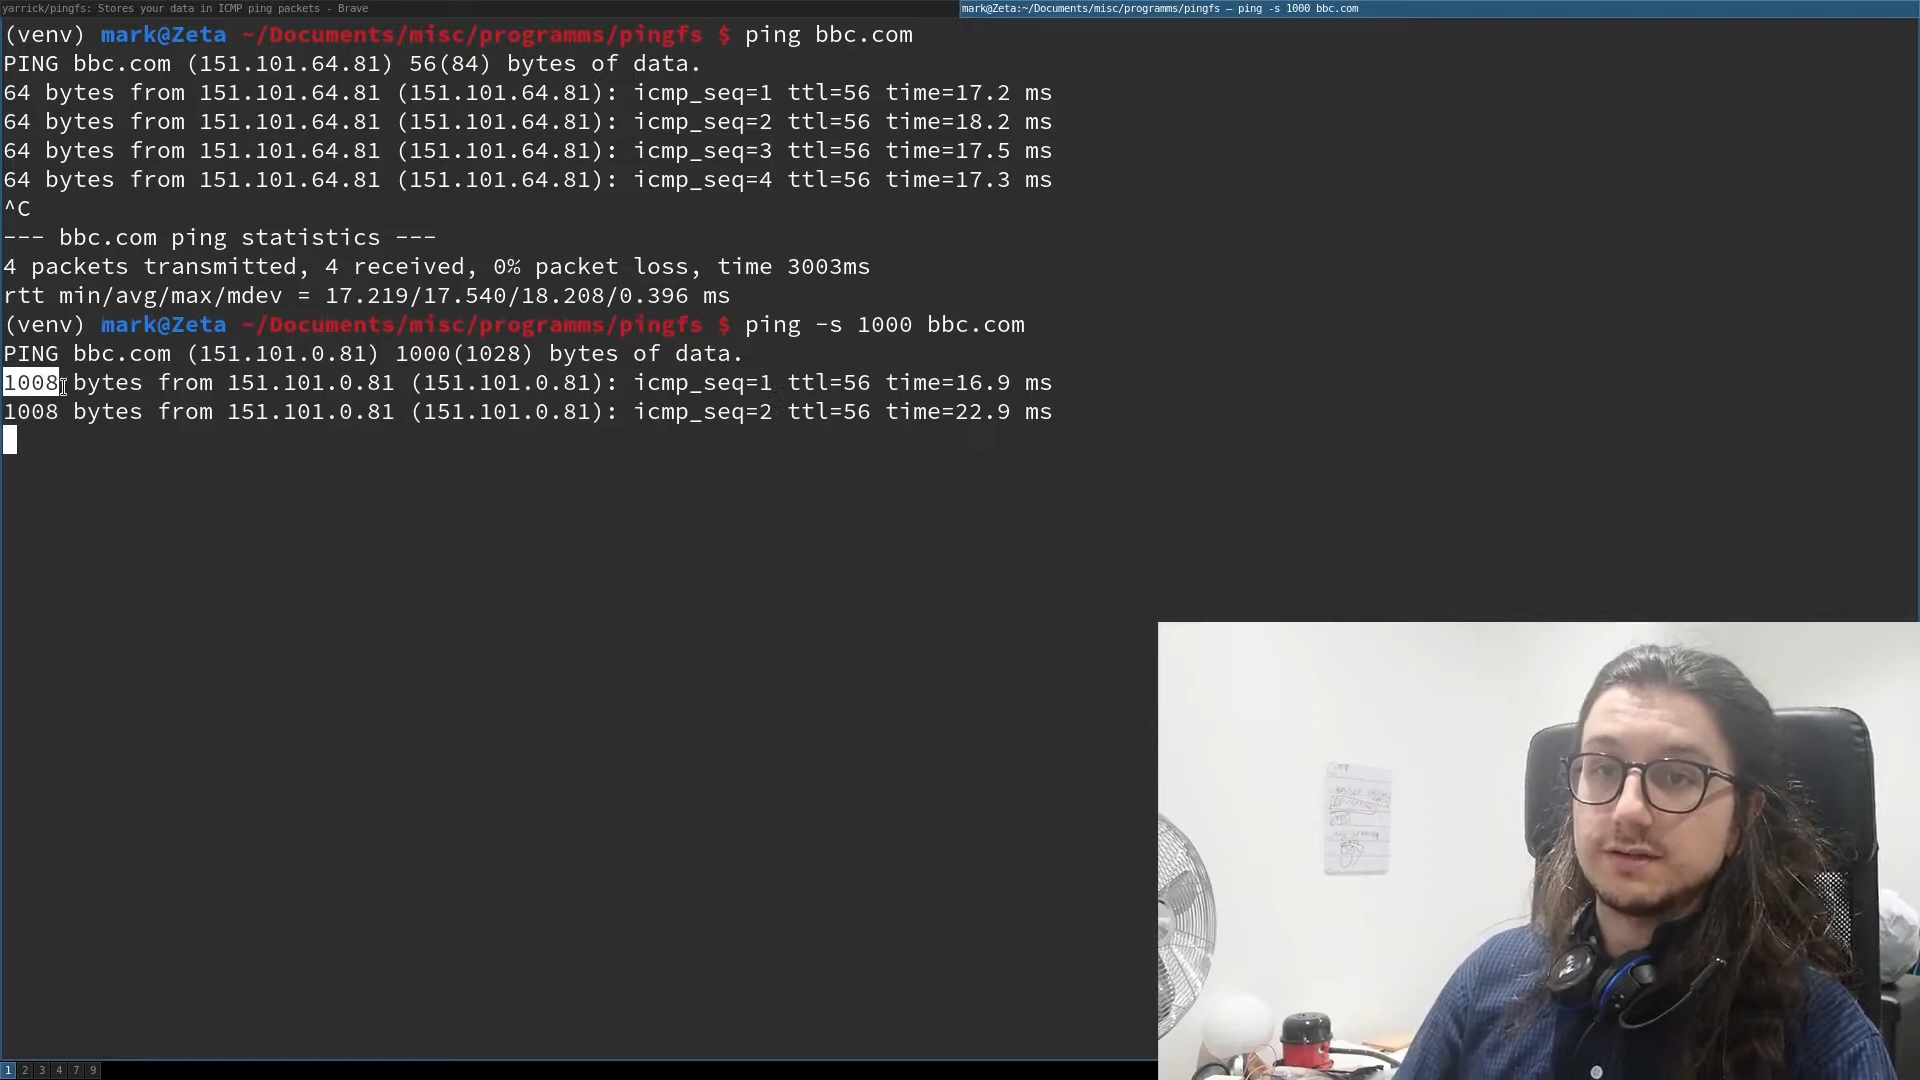 yarrick/pingfs: Stores your data in ICMP ping packets - Brave
mark@Zeta:~/Documents/misc/programms/pingfs — ping -s 1000 bbc.com
(venv) mark@Zeta ~/Documents/misc/programms/pingfs $ ping bbc.com
PING bbc.com (151.101.64.81) 56(84) bytes of data.
64 bytes from 151.101.64.81 (151.101.64.81): icmp_seq=1 ttl=56 time=17.2 ms
64 bytes from 151.101.64.81 (151.101.64.81): icmp_seq=2 ttl=56 time=18.2 ms
64 bytes from 151.101.64.81 (151.101.64.81): icmp_seq=3 ttl=56 time=17.5 ms
64 bytes from 151.101.64.81 (151.101.64.81): icmp_seq=4 ttl=56 time=17.3 ms
^C
--- bbc.com ping statistics ---
4 packets transmitted, 4 received, 0% packet loss, time 3003ms
rtt min/avg/max/mdev = 17.219/17.540/18.208/0.396 ms
(venv) mark@Zeta ~/Documents/misc/programms/pingfs $ ping -s 1000 bbc.com
PING bbc.com (151.101.0.81) 1000(1028) bytes of data.
1008 bytes from 151.101.0.81 (151.101.0.81): icmp_seq=1 ttl=56 time=16.9 ms
1008 bytes from 151.101.0.81 (151.101.0.81): icmp_seq=2 ttl=56 time=22.9 ms
1 2 3 4 7 9